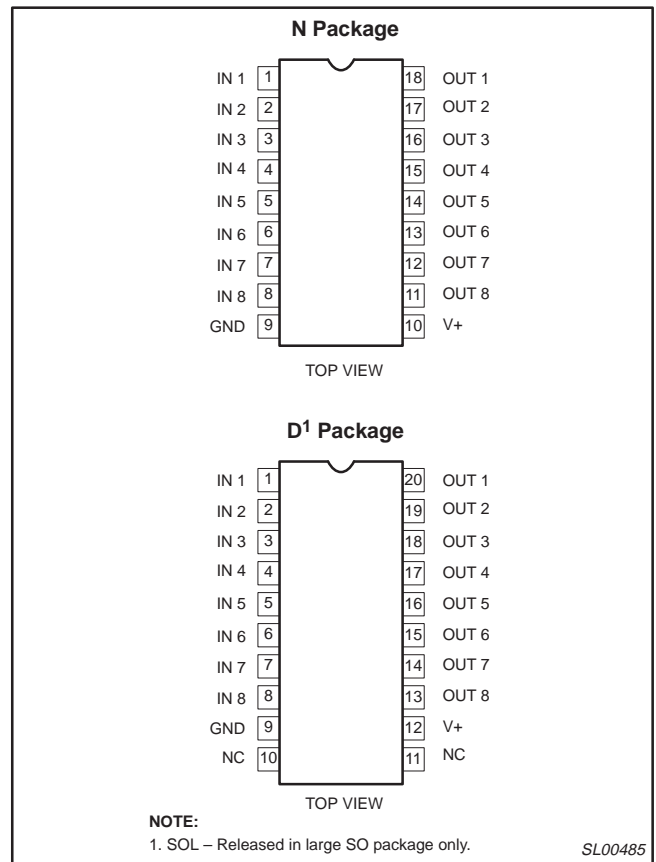 N Package
IN 1 1 18 OUT 1
IN 2 2 17 OUT 2
IN 3 3 16 OUT 3
IN 4 4 15 OUT 4
IN 5 5 14 OUT 5
IN 6 6 13 OUT 6
IN 7 7 12 OUT 7
IN 8 8 11 OUT 8
GND 9 10 V+
TOP VIEW
D1 Package
IN 1 1 20 OUT 1
IN 2 2 19 OUT 2
IN 3 3 18 OUT 3
IN 4 4 17 OUT 4
IN 5 5 16 OUT 5
IN 6 6 15 OUT 6
IN 7 7 14 OUT 7
IN 8 8 13 OUT 8
GND 9 12 V+
NC 10 11 NC
TOP VIEW
NOTE:
1. SOL – Released in large SO package only.
SL00485